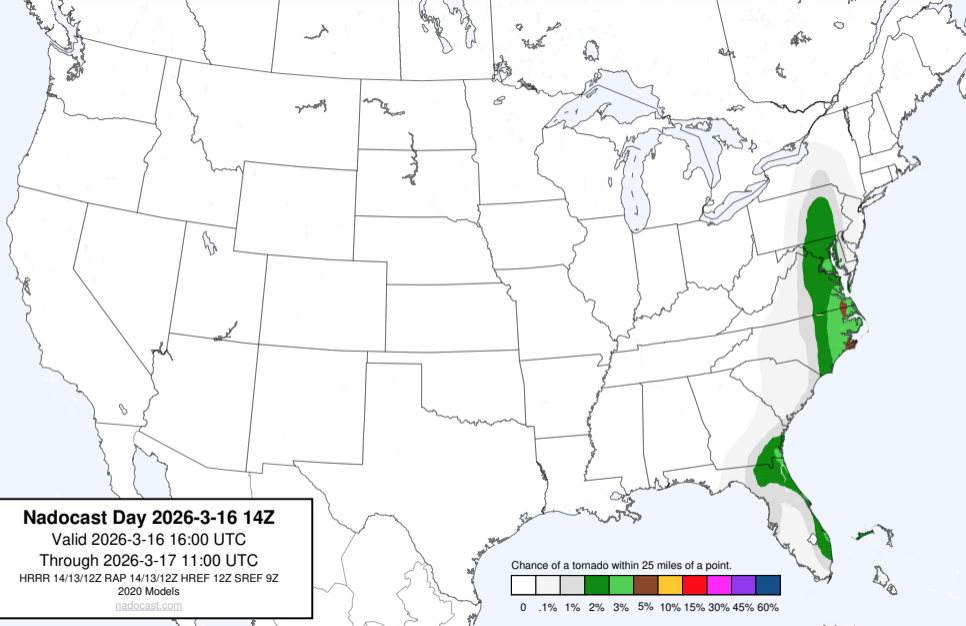 Nadocast Day 2026-3-16 14Z
Valid 2026-3-16 16:00 UTC
Through 2026-3-17 11:00 UTC
HRRR 14/13/12Z RAP 14/13/12Z HREF 12Z SREF 9Z
2020 Models
nadocast.com
Chance of a tornado within 25 miles of a point.
0 .1% 1% 2% 3% 5% 10% 15% 30% 45% 60%